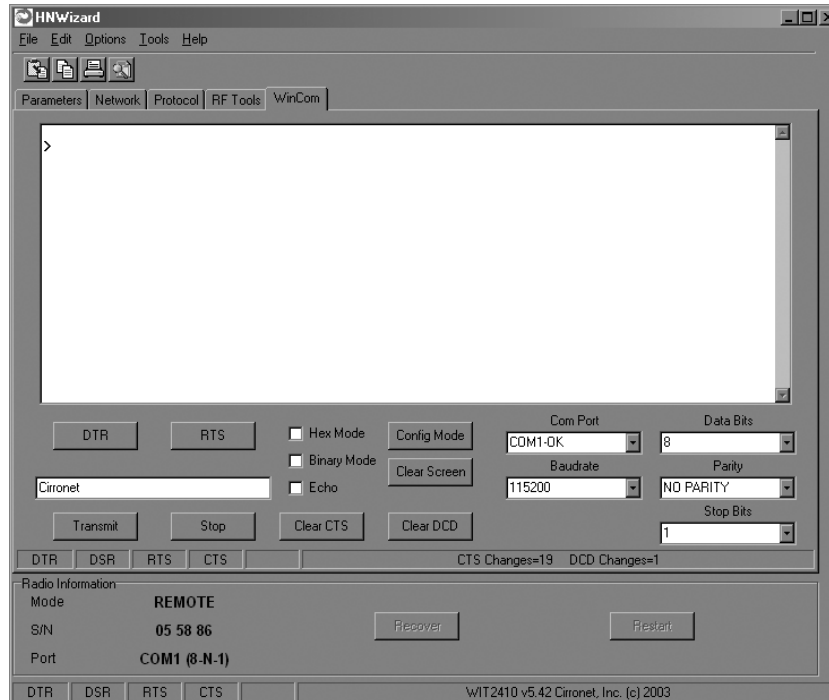 HNWizard
File Edit Options Tools Help
Parameters Network Protocol RF Tools WinCom
>
DTR RTS Hex Mode Config Mode Com Port Data Bits
COM1-OK 8
Binary Mode Clear Screen Baudrate Parity
Cirronet Echo 115200 NO PARITY
Stop Bits
Transmit Stop Clear CTS Clear DCD 1
DTR DSR RTS CTS CTS Changes=19 DCD Changes=1
Radio Information
Mode REMOTE
S/N 05 58 86 Recover Restart
Port COM1 (8-N-1)
DTR DSR RTS CTS WIT2410 v5.42 Cirronet, Inc. (c) 2003